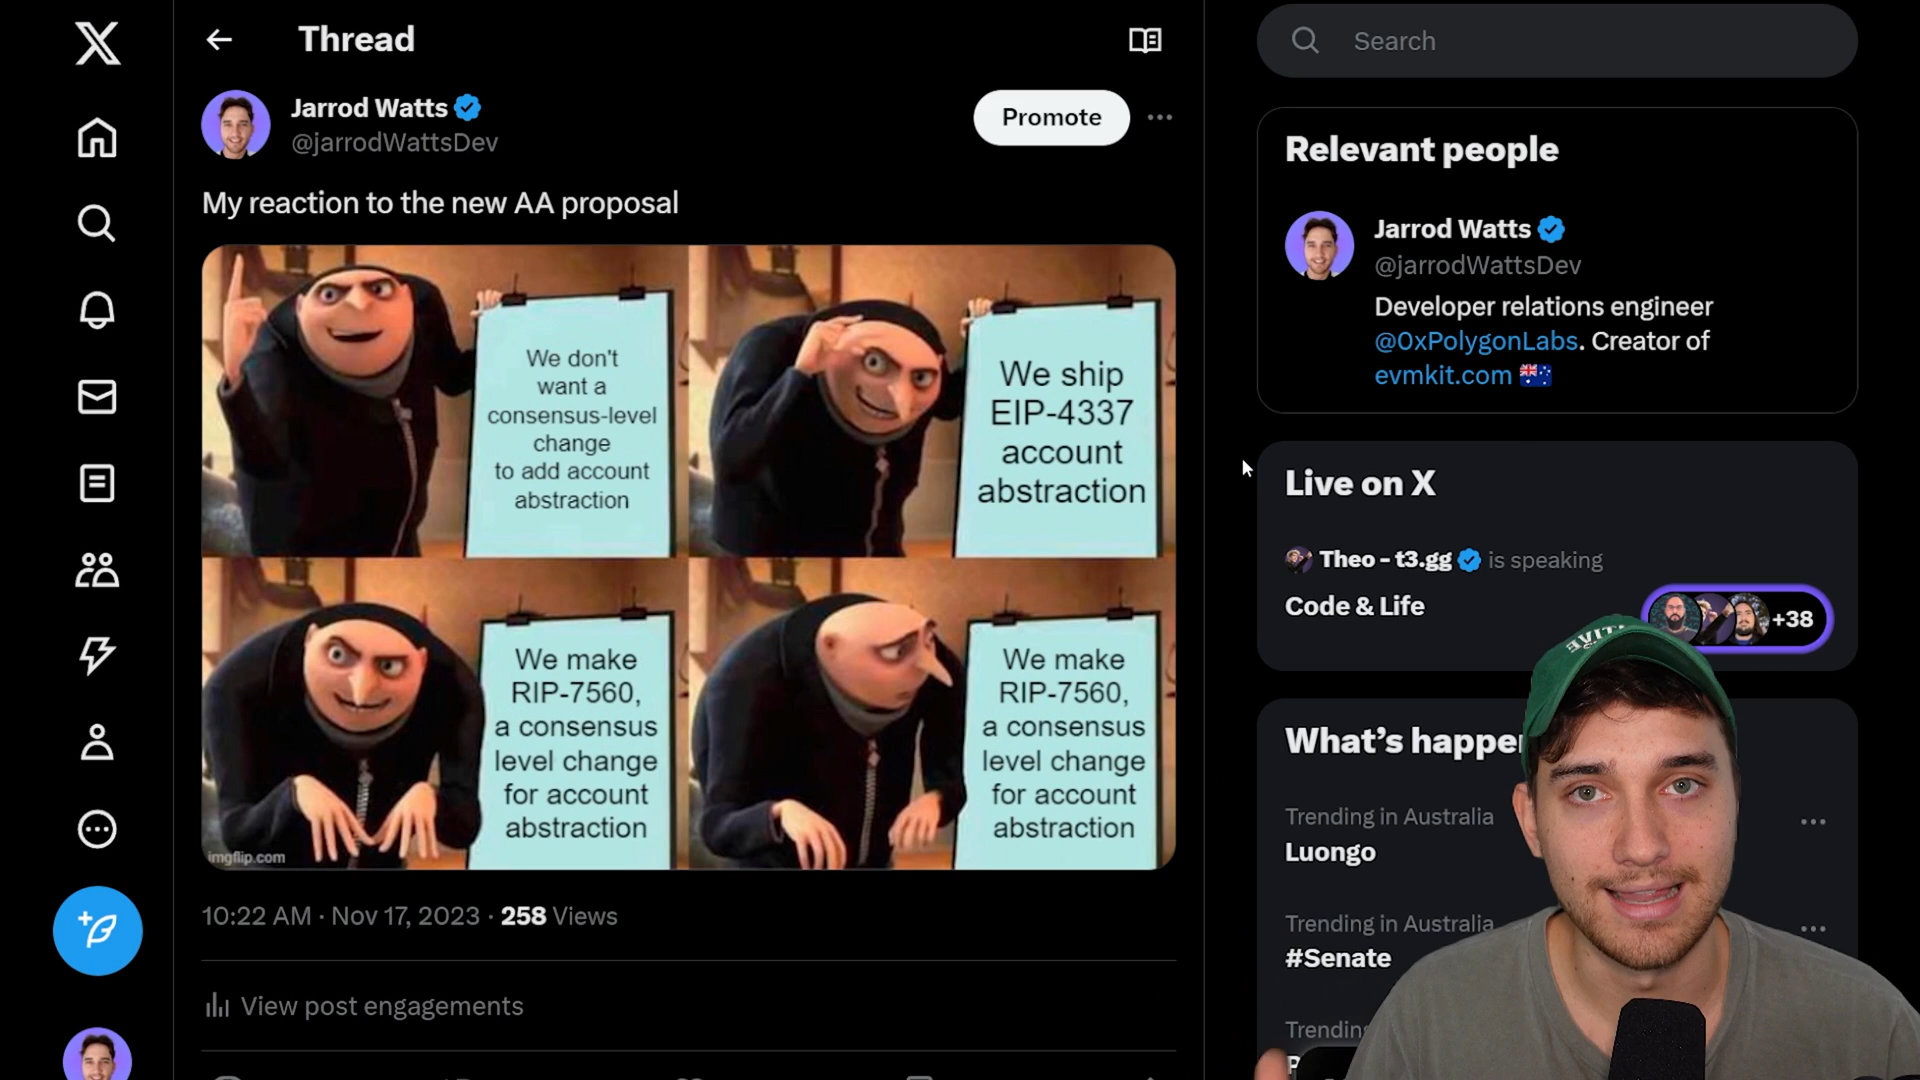 Thread
Jarrod Watts
@jarrodWattsDev
Promote
My reaction to the new AA proposal
We don't
want a
consensus-level
change
to add account
abstraction
We ship
EIP-4337
account
abstraction
We make
RIP-7560,
a consensus
level change
for account
abstraction
We make
RIP-7560,
a consensus
level change
for account
abstraction
imgflip.com
10:22 AM · Nov 17, 2023 · 258 Views
View post engagements
Search
Relevant people
Jarrod Watts
@jarrodWattsDev
Developer relations engineer
@0xPolygonLabs. Creator of
evmkit.com
Live on X
Theo - t3.gg is speaking
Code & Life
+38
What's happe
Trending in Australia
Luongo
Trending in Australia
#Senate
Trending